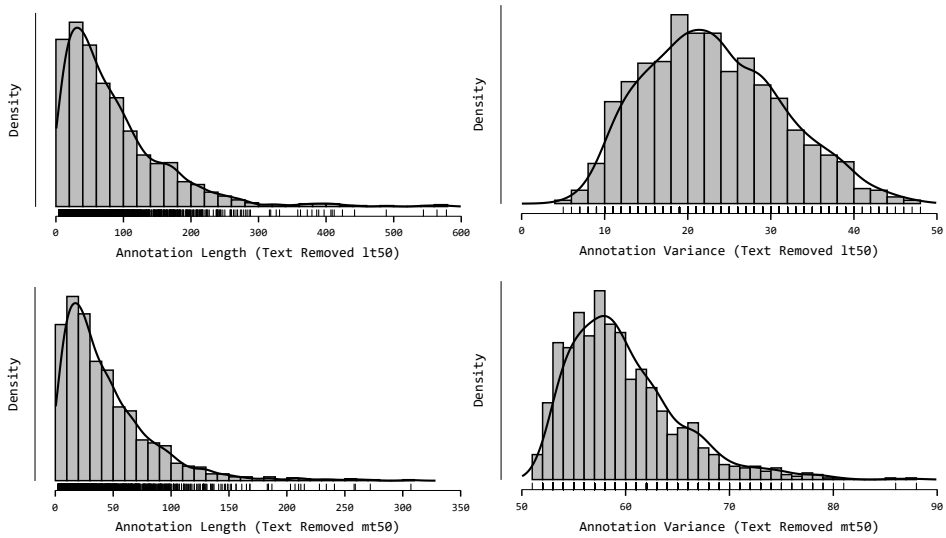 Density
0 100 200 300 400 500 600
Annotation Length (Text Removed lt50)
Density
0 10 20 30 40 50
Annotation Variance (Text Removed lt50)
Density
0 50 100 150 200 250 300 350
Annotation Length (Text Removed mt50)
Density
50 60 70 80 90
Annotation Variance (Text Removed mt50)